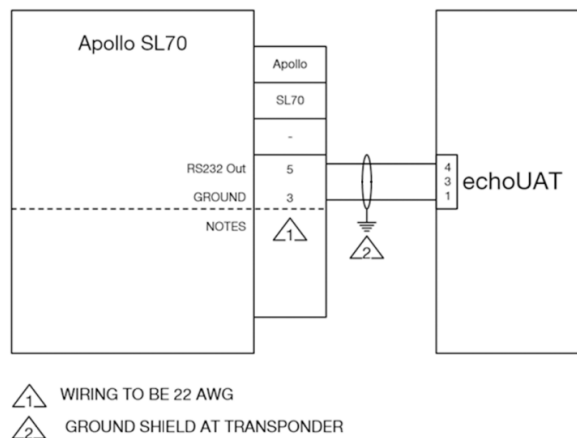 Apollo SL70
Apollo
SL70
-
RS232 Out 5
GROUND 3
NOTES
1
2
4
3
1
echoUAT
1 WIRING TO BE 22 AWG
2 GROUND SHIELD AT TRANSPONDER